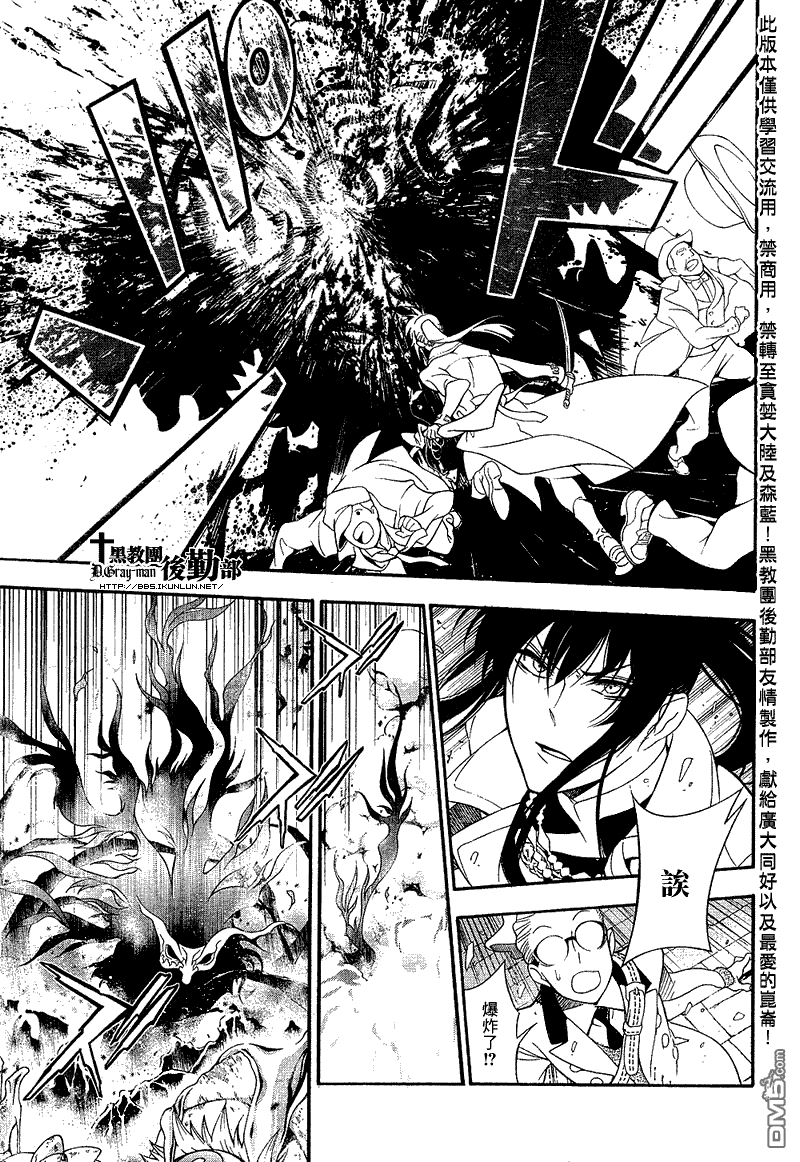 此版本僅供學習交流用，禁商用，禁轉至貪婪大陸及森藍！黑教團後勤部友情製作，獻給廣大同好以及最愛的崑崙！
ドパ
黑教團
D.Gray-man 後勤部
HTTP://BBS.IKUNLUN.NET/
誒
爆炸了!?
DM5.com